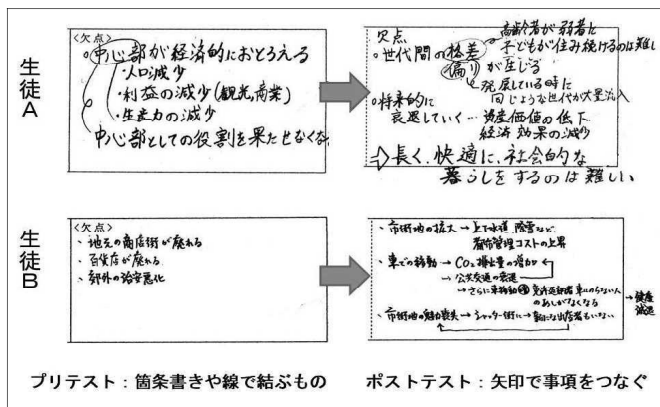 生徒A
<欠点>
中心部が経済的におとろえる
・人口減少
・利益の減少(観光,商業)
・生産力の減少
中心部としての役割を果たせなくな
欠点
・世代間の格差
偏りが生じる
高齢者が弱者に
子どもが住み続けるのは難し
発展している時に
同じような世代が大量流入
・将来的に
衰退していく…資産価値の低下
経済効果の減少
⇒長く、快適に、社会的な
暮らしをするのは難しい
生徒B
<欠点>
、地元の商店街が廃れる
、百貨店が廃れる
、郊外の治安悪化
、市街地の拡大→上下水道、除雪など
都市管理コストの上昇
、車での移動→CO2排出量の増加
→公共交通の衰退
→さらに車移動
のあしがなくなる
、市街地の魅力喪失→シャッター街に→
プリテスト:箇条書きや線で結ぶもの
ポストテスト:矢印で事項をつなぐ